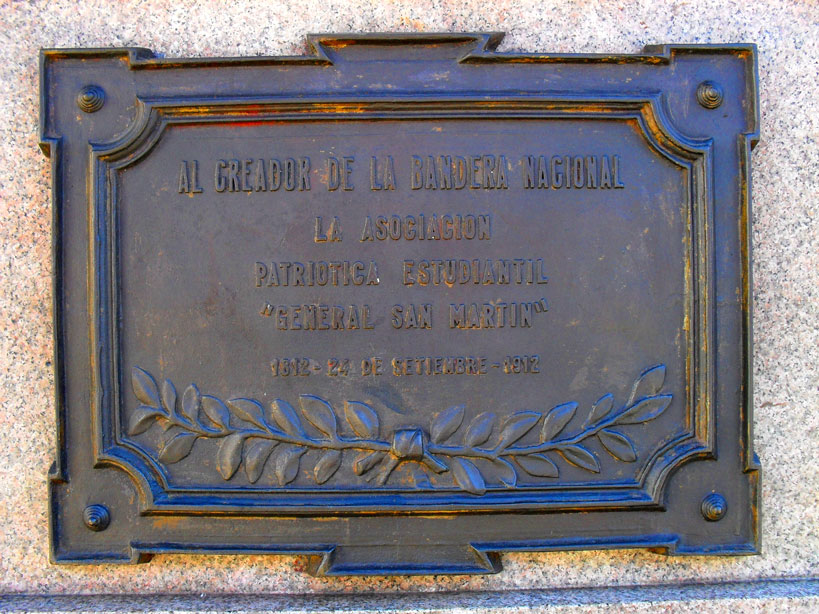 AL CREADOR DE LA BANDERA NACIONAL
LA ASOCIACION
PATRIOTICA ESTUDIANTIL
"GENERAL SAN MARTIN"
1812 - 24 DE SETIEMBRE - 1912